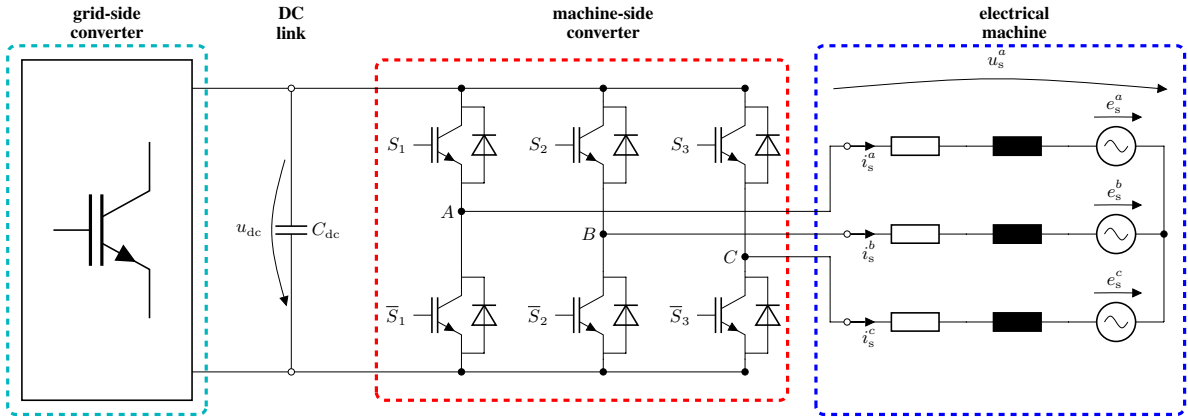 grid-side
converter
DC
link
machine-side
converter
electrical
machine
u_s^a
S_1
S_2
S_3
e_s^a
i_s^a
A
u_dc
C_dc
B
e_s^b
i_s^b
C
e_s^c
S̅_1
S̅_2
S̅_3
i_s^c